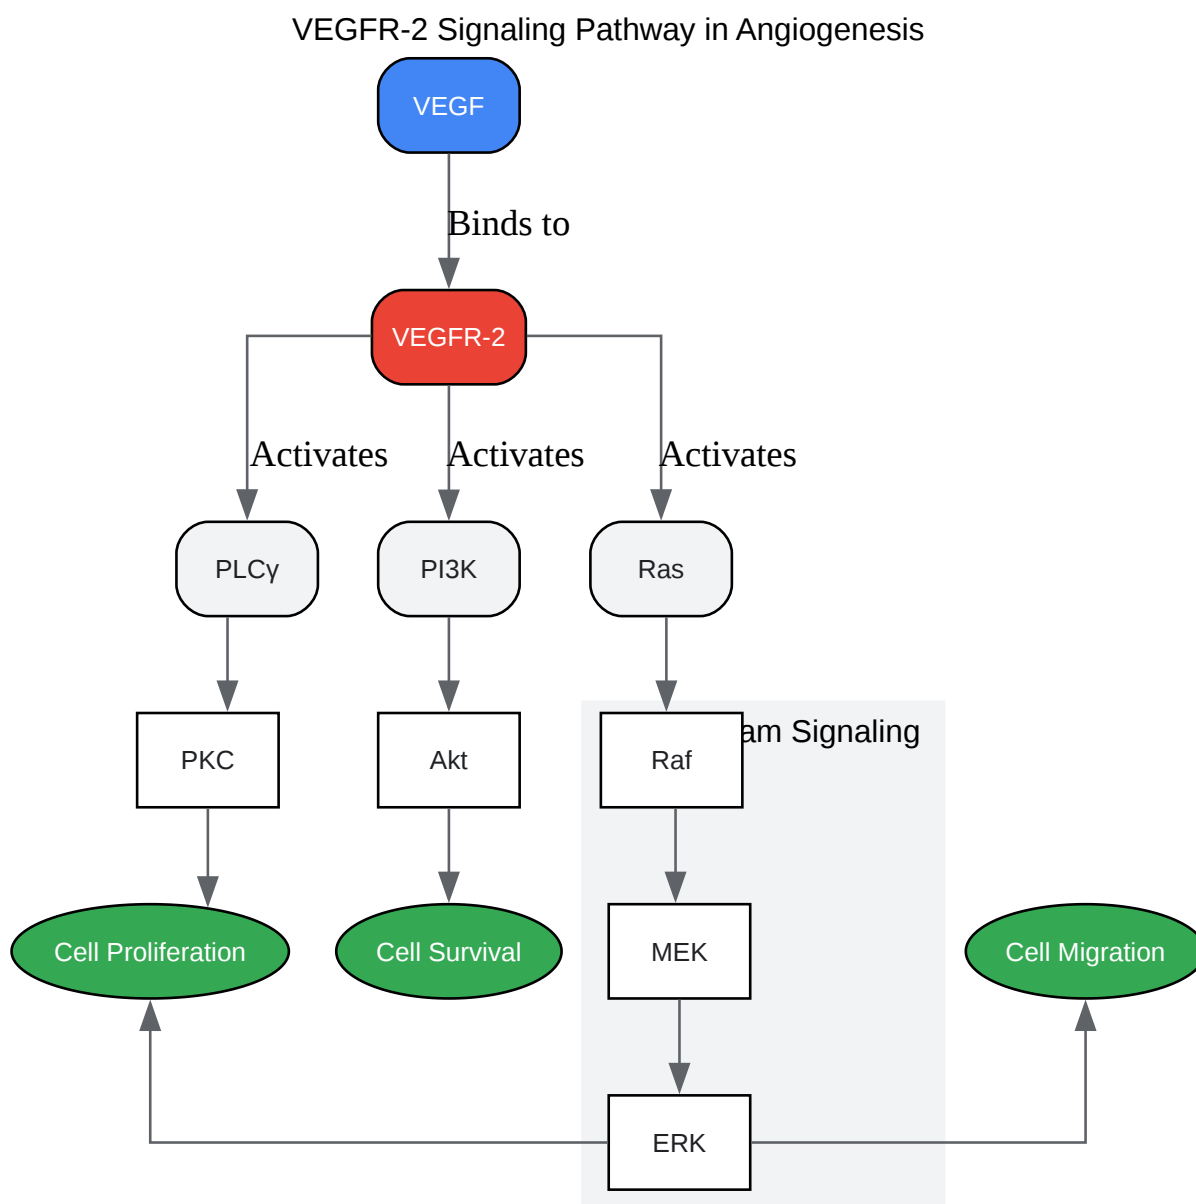 VEGFR-2 Signaling Pathway in Angiogenesis
VEGF
Binds to
VEGFR-2
Activates Activates Activates
PLCγ PI3K Ras
PKC Akt Raf
Signaling
Cell Proliferation Cell Survival MEK Cell Migration
ERK